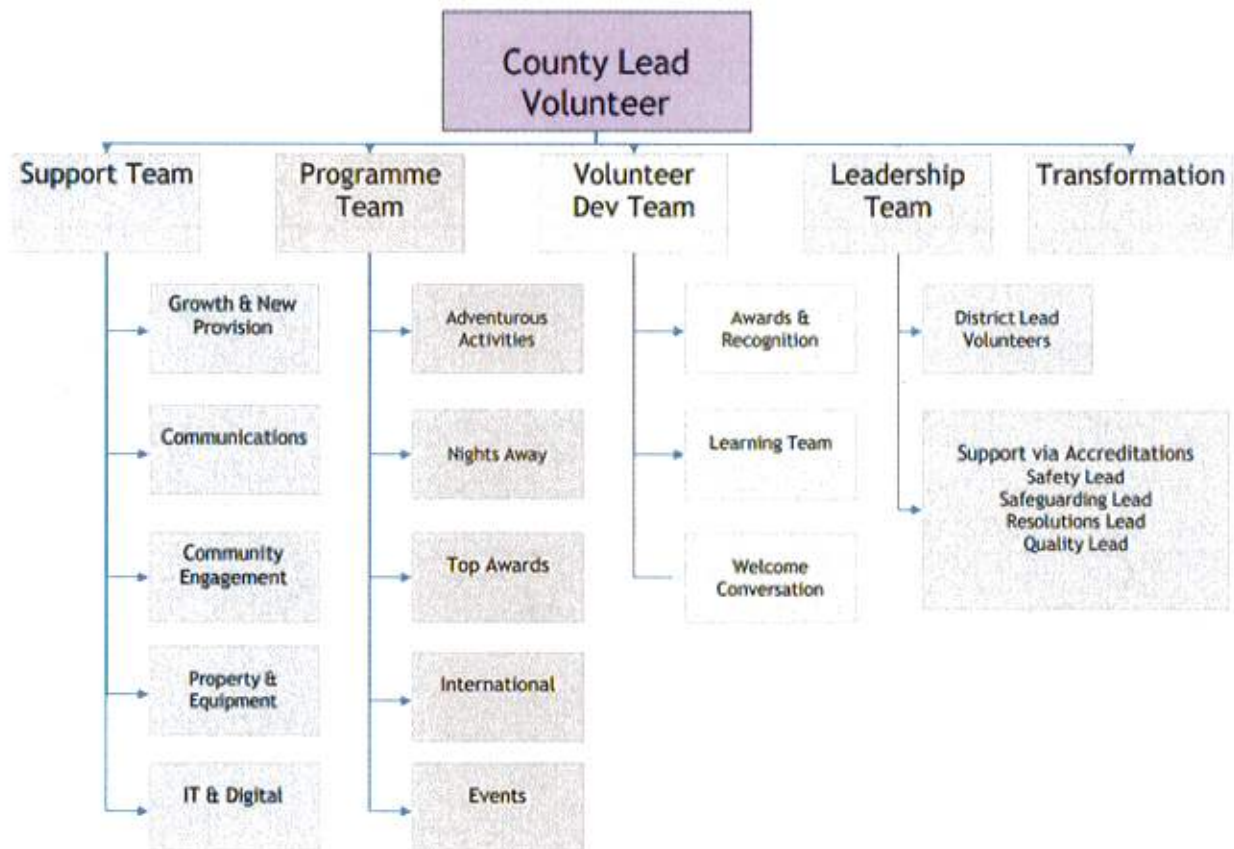 County Lead
Volunteer
Support Team
Programme
Team
Volunteer
Dev Team
Leadership
Team
Transformation
Growth & New
Provision
Communications
Community
Engagement
Property &
Equipment
IT & Digital
Adventurous
Activities
Nights Away
Top Awards
International
Events
Awards &
Recognition
Learning Team
Welcome
Conversation
District Lead
Volunteers
Support via Accreditations
Safety Lead
Safeguarding Lead
Resolutions Lead
Quality Lead